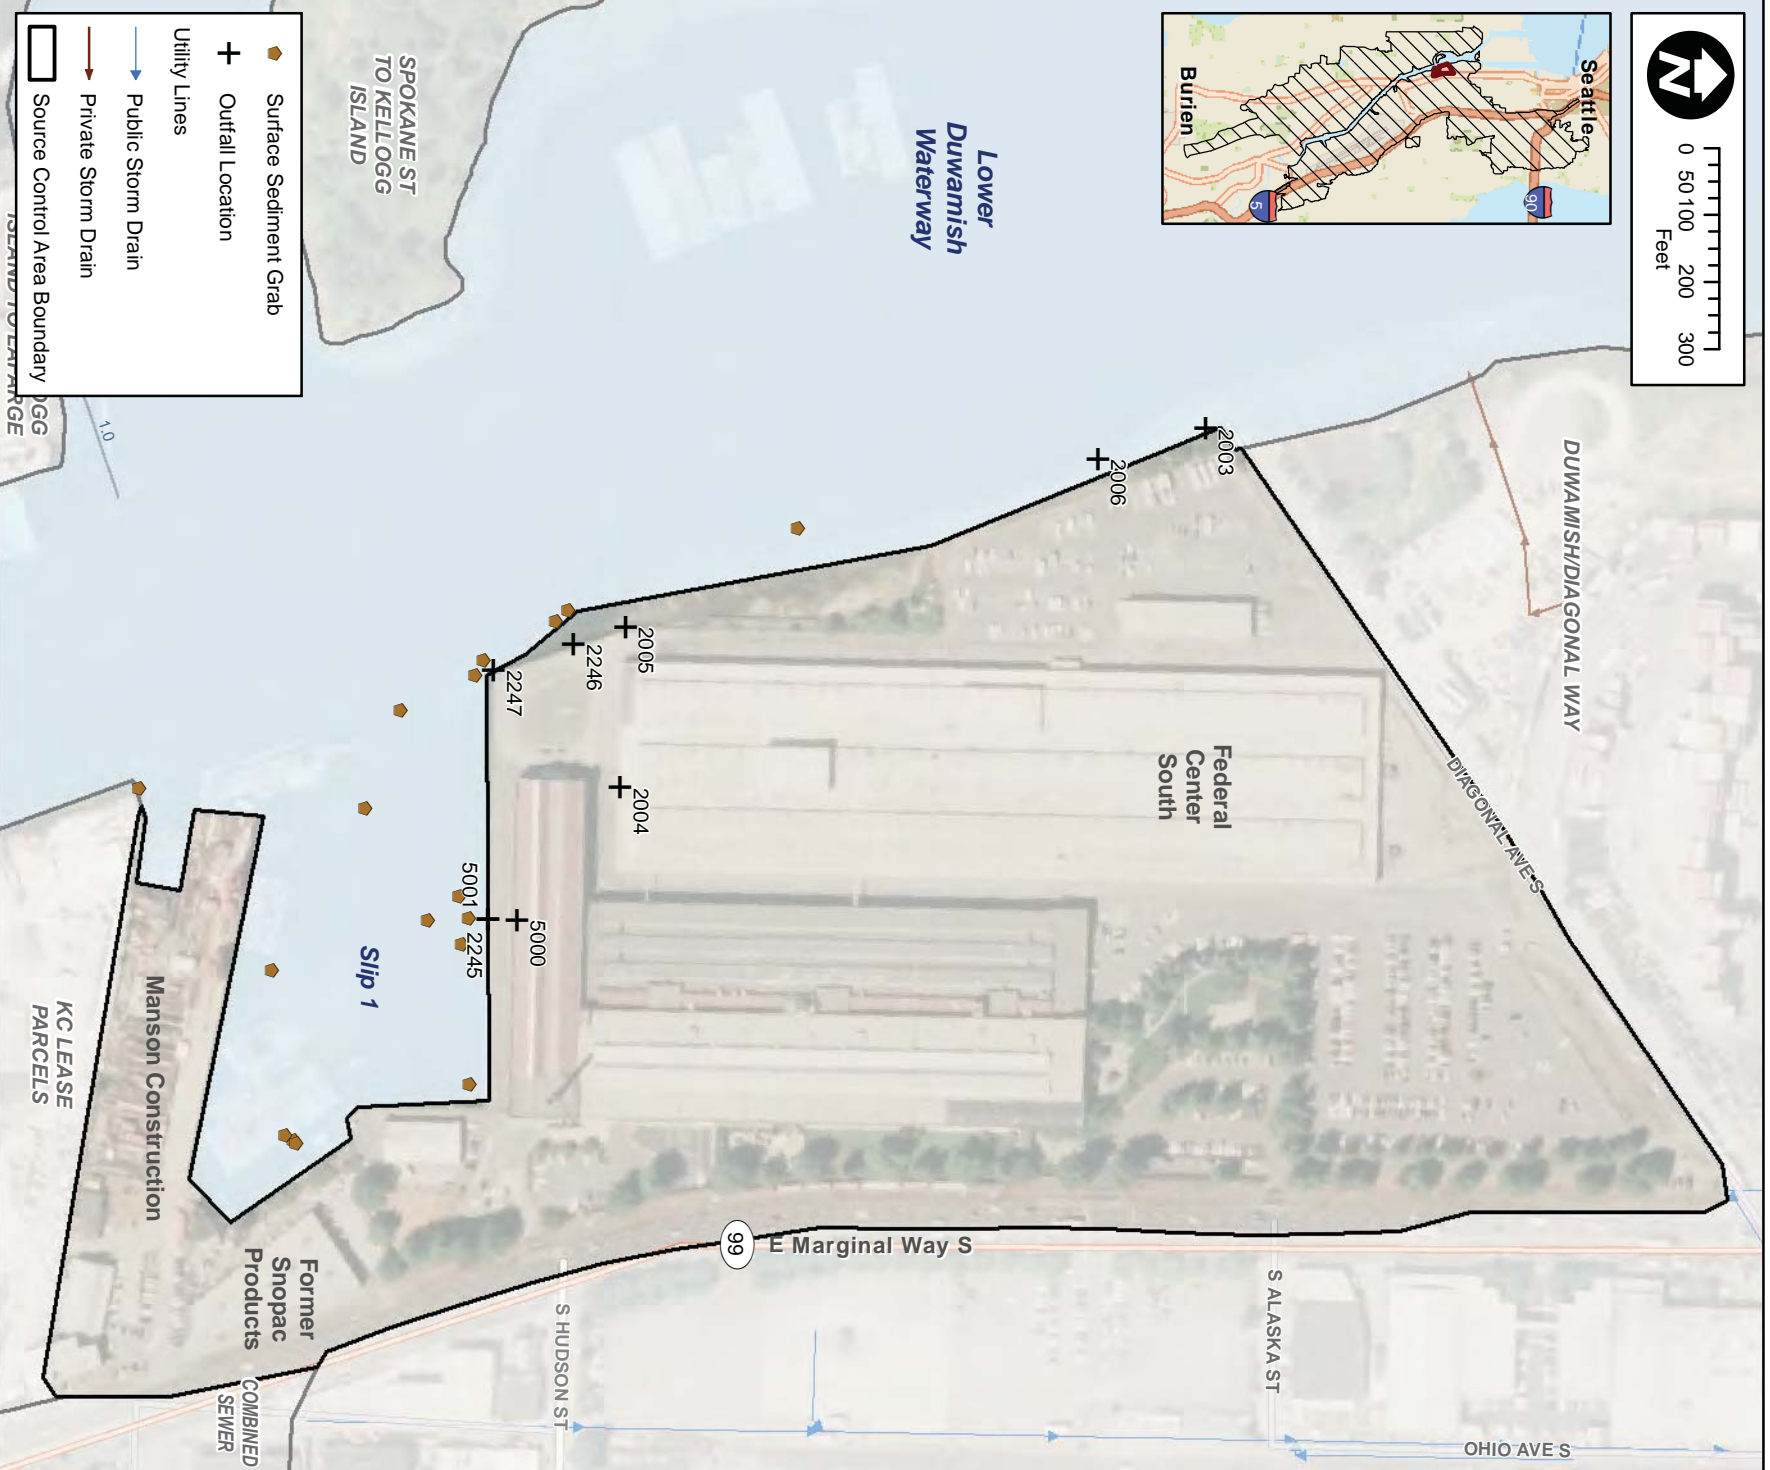 N
0 50 100 200 300
Feet
Seattle
90
5
Burien
Surface Sediment Grab
Outfall Location
Utility Lines
Public Storm Drain
Private Storm Drain
Source Control Area Boundary
SPOKANE ST
TO KELLOGG
ISLAND
Lower
Duwamish
Waterway
DUWAMISH/DIAGONAL WAY
2003
2006
2005
2246
2247
2004
5000
5001
2245
Federal
Center
South
DIAGONAL AVE S
Slip 1
Manson Construction
KC LEASE
PARCELS
Former
Snopac
Products
COMBINED
SEWER
99
E Marginal Way S
S HUDSON ST
S ALASKA ST
OHIO AVE S
1.0